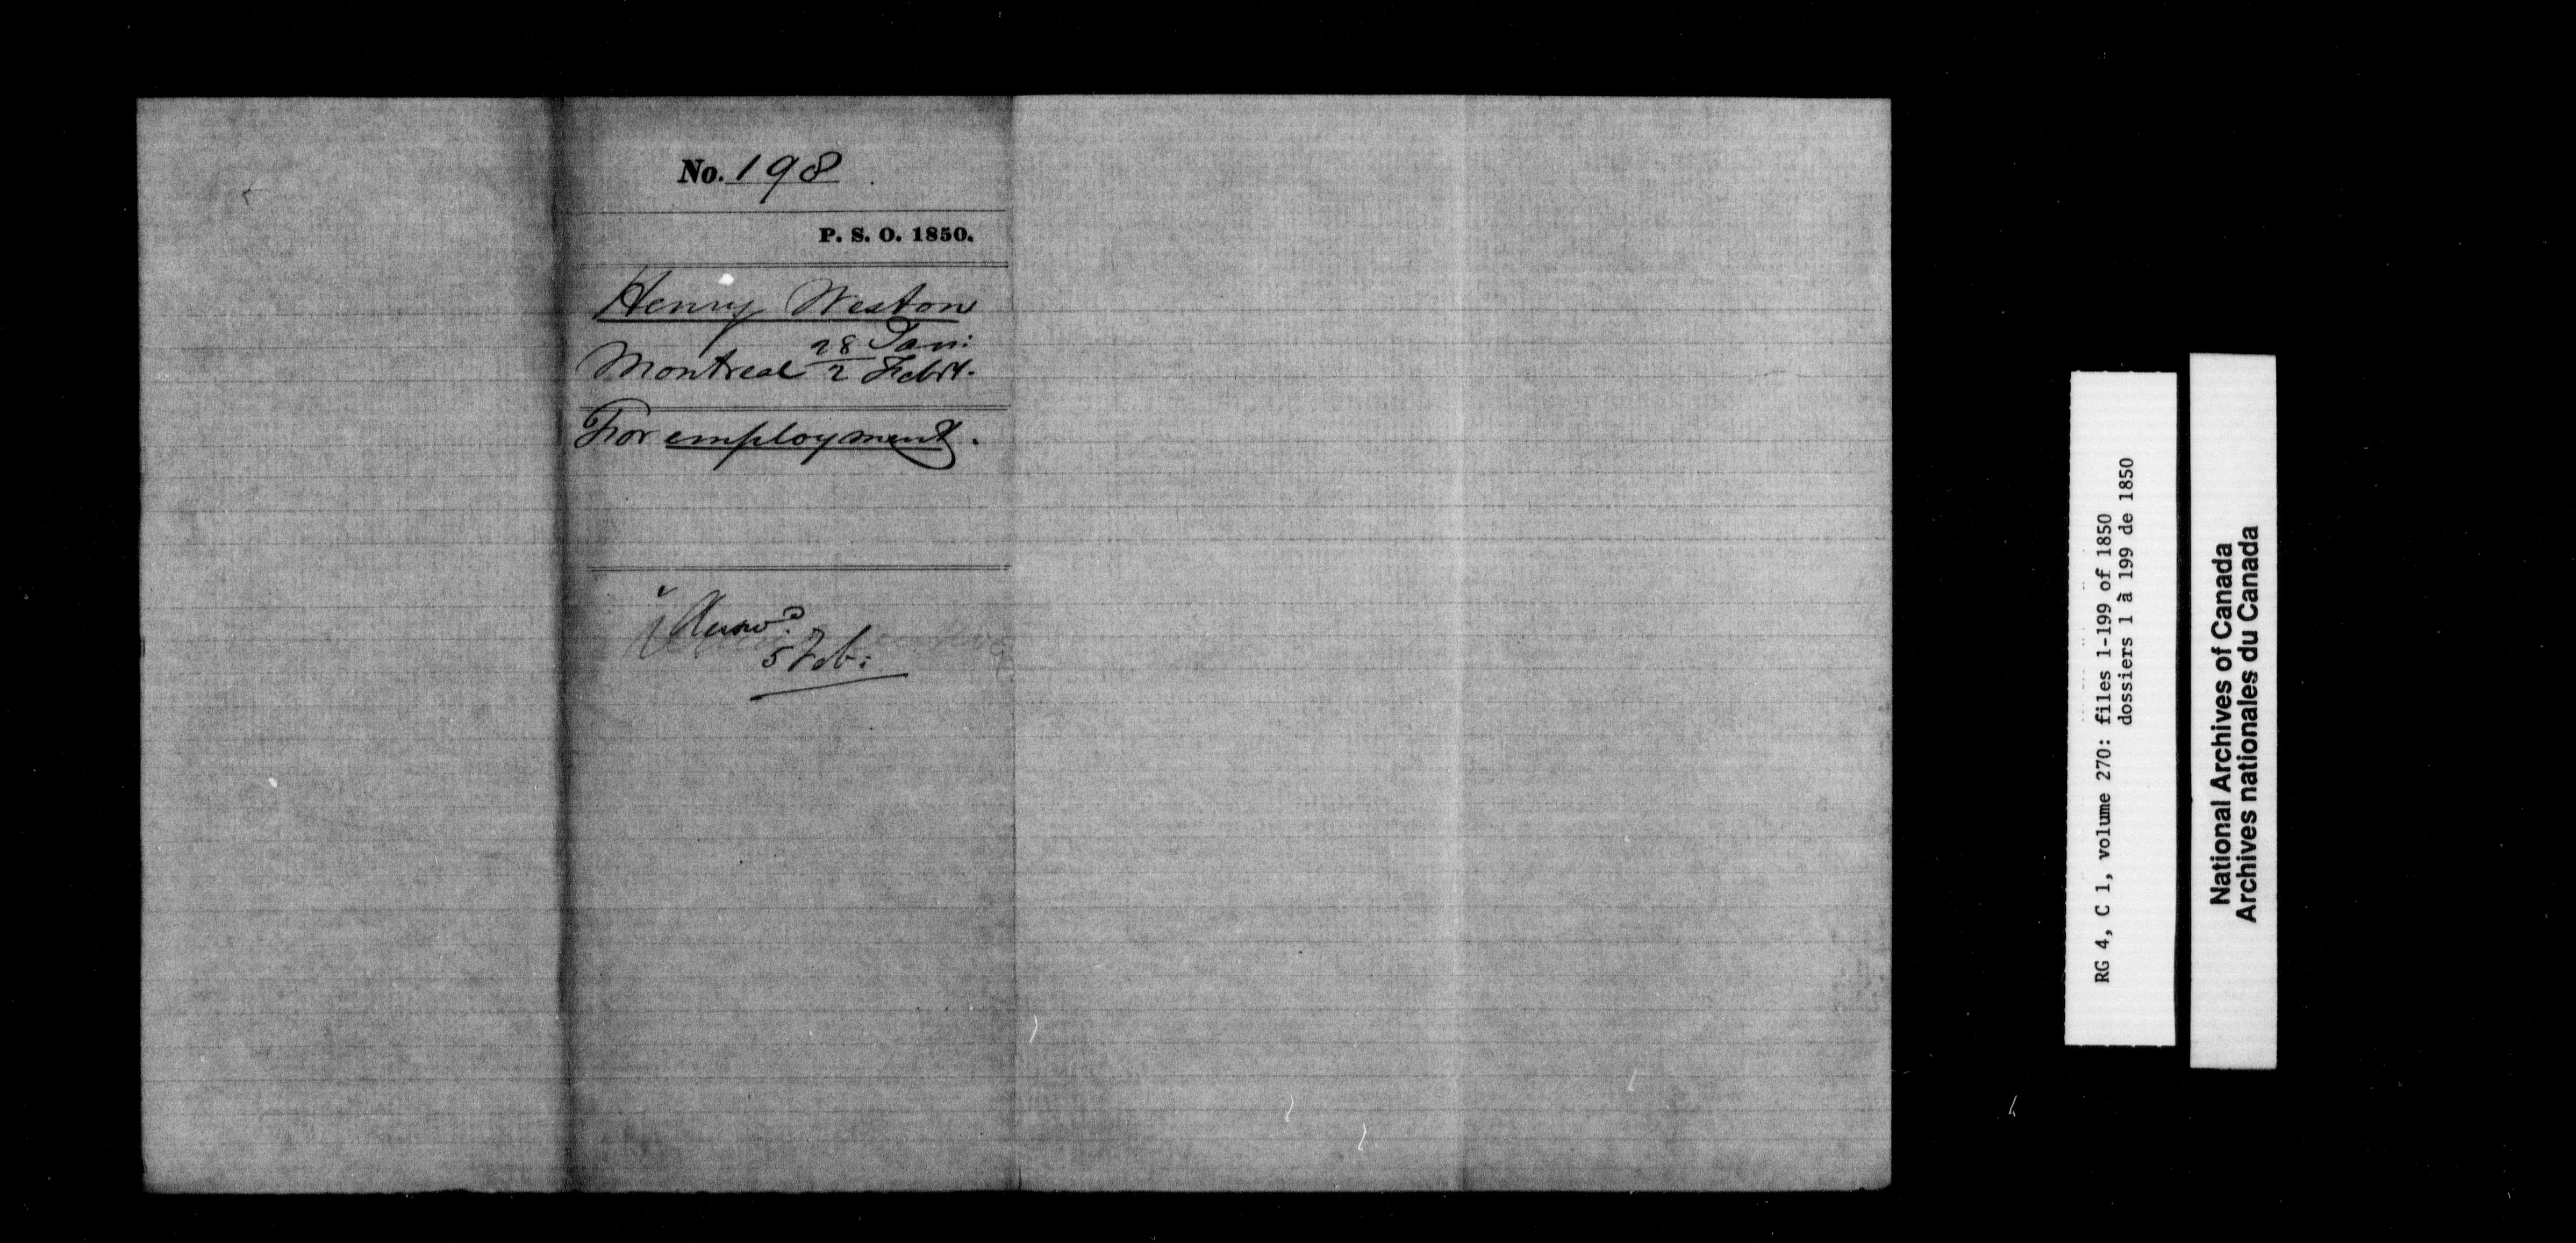 No. 198
P. S. O. 1850.
Henry Weston
28 Jan:
Montreal 2 Feby.
For employment.
Answd.
5 Feb:
RG 4, C 1, volume 270: files 1-199 of 1850
dossiers 1 à 199 de 1850
National Archives of Canada
Archives nationales du Canada